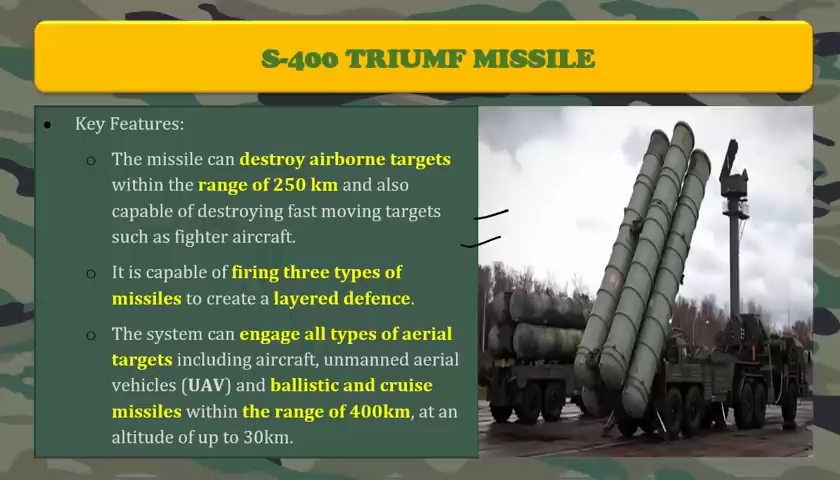 S-400 TRIUMF MISSILE
• Key Features:
o The missile can destroy airborne targets
within the range of 250 km and also
capable of destroying fast moving targets
such as fighter aircraft.
o It is capable of firing three types of
missiles to create a layered defence.
o The system can engage all types of aerial
targets including aircraft, unmanned aerial
vehicles (UAV) and ballistic and cruise
missiles within the range of 400km, at an
altitude of up to 30km.